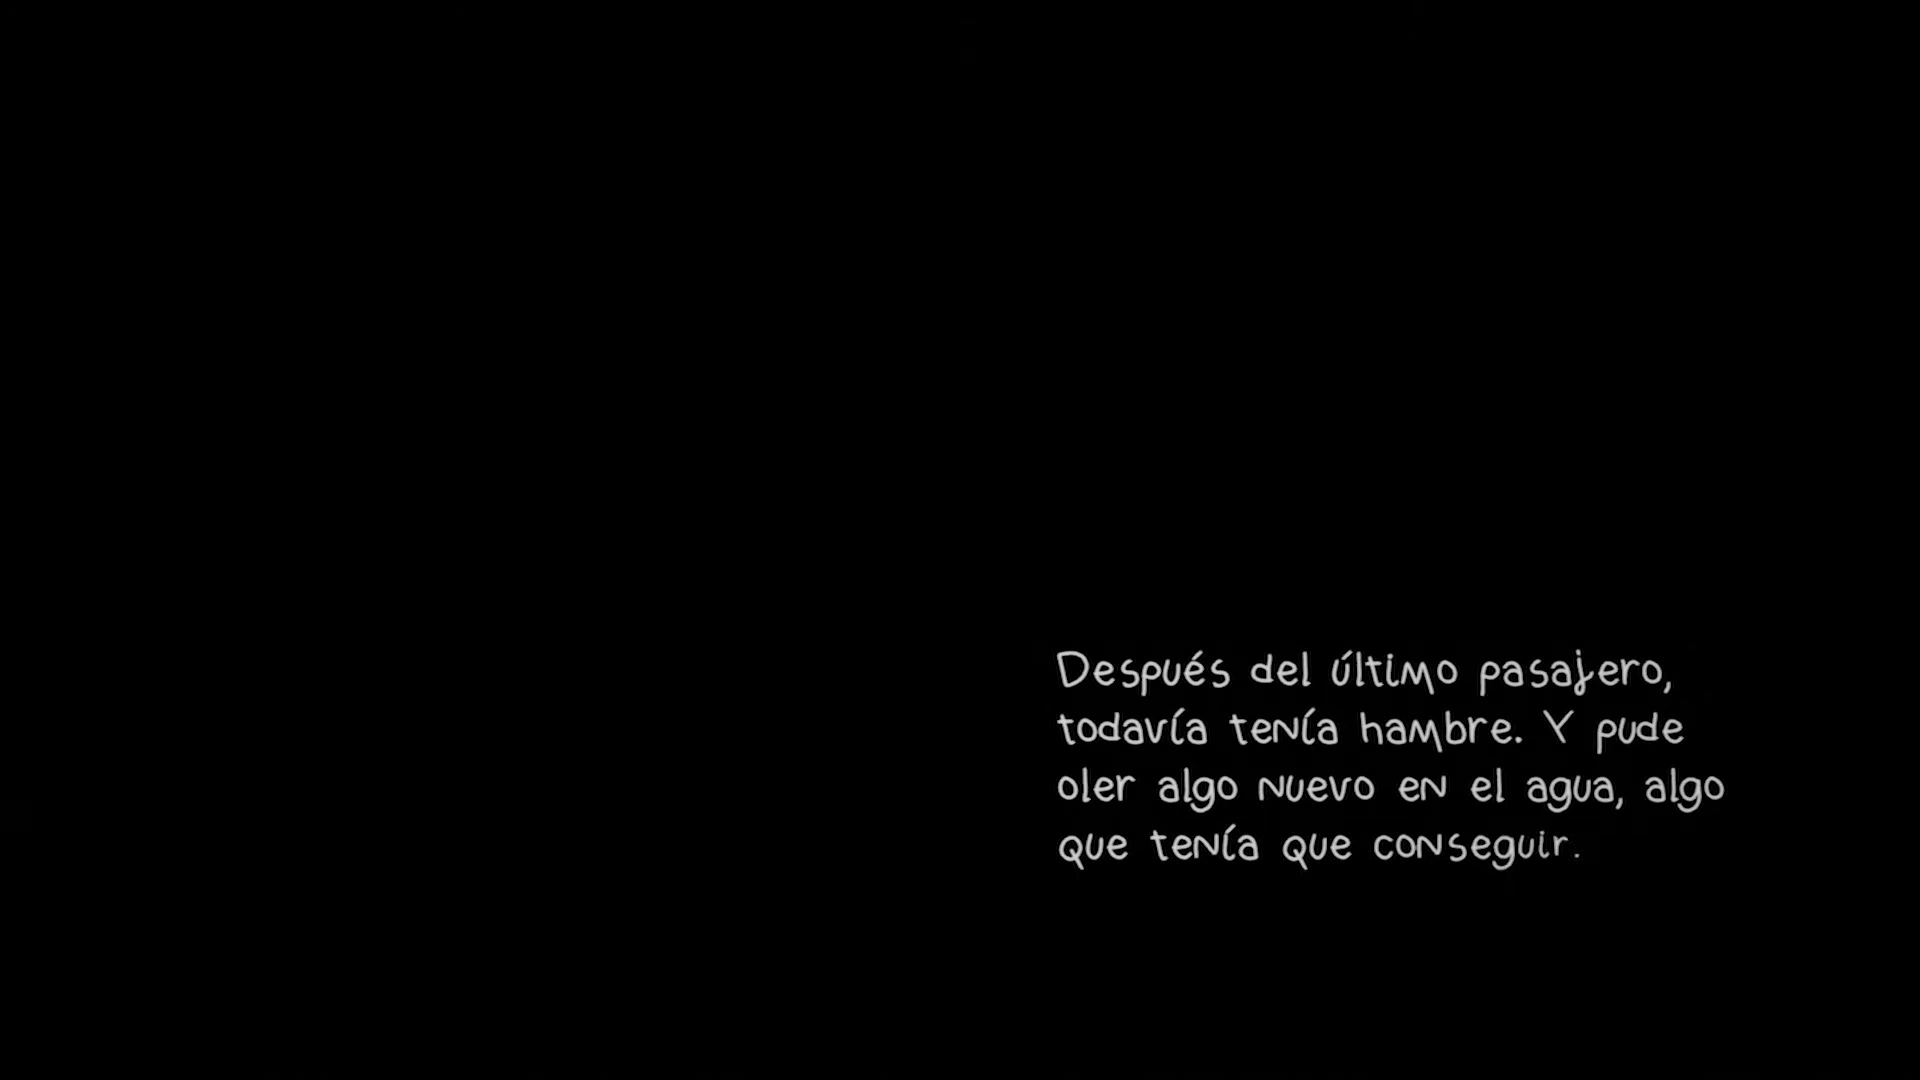 Después del último pasajero,
todavía tenía hambre. Y pude
oler algo nuevo en el agua, algo
que tenía que conseguir.